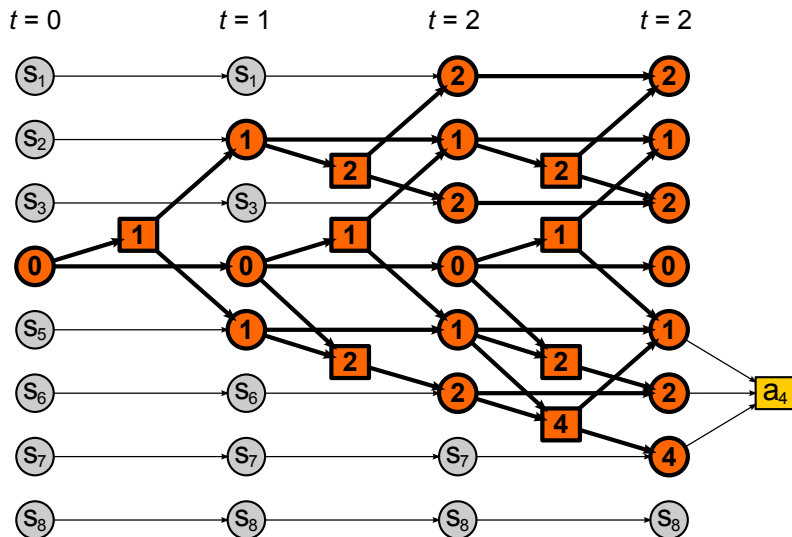 t = 0 t = 1 t = 2 t = 2
s1 s1 2 2
s2 1 1 1
2 2
s3 s3 2 2
1 1 1
0 0 0 0
s5 1 1 1
2 2
s6 s6 2 2
a4
4
s7 s7 s7 4
s8 s8 s8 s8